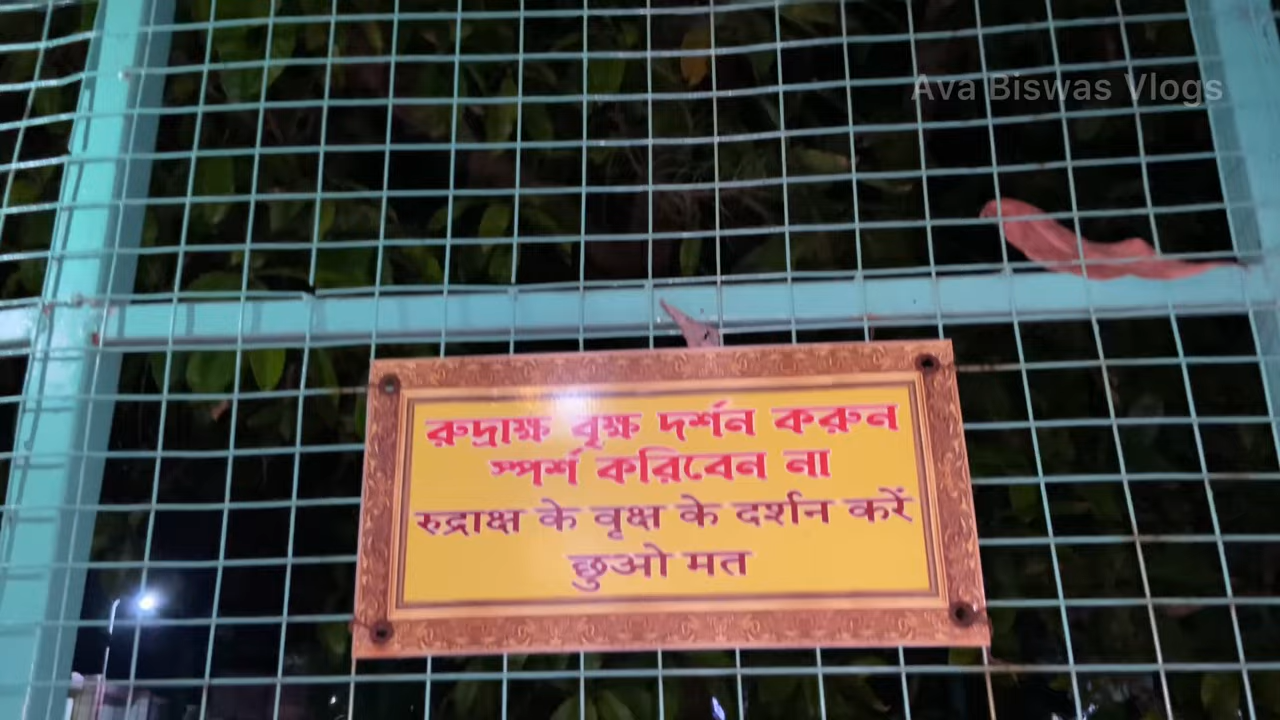 Ava Biswas Vlogs
রুদ্রাক্ষ বৃক্ষ দর্শন করুন
স্পর্শ করিবেন না
रुद्राक्ष के वृक्ष के दर्शन करें
छुओ मत